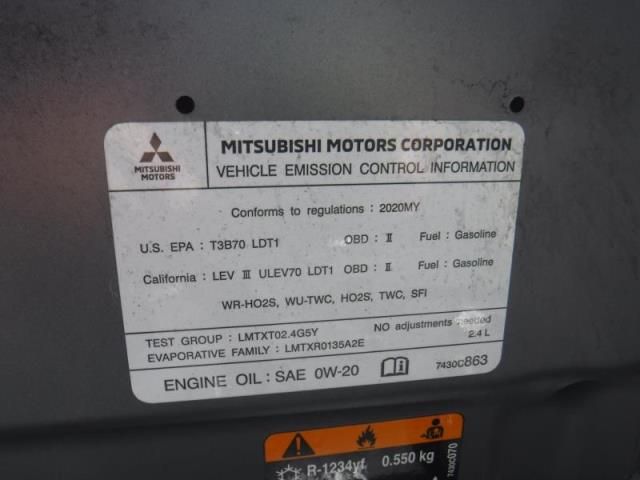 MITSUBISHI MOTORS
MITSUBISHI MOTORS CORPORATION
VEHICLE EMISSION CONTROL INFORMATION
Conforms to regulations : 2020MY
U.S. EPA : T3B70 LDT1 OBD : Ⅱ Fuel : Gasoline
California : LEV Ⅲ ULEV70 LDT1 OBD : Ⅱ Fuel : Gasoline
WR-HO2S, WU-TWC, HO2S, TWC, SFI
TEST GROUP : LMTXT02.4G5Y NO adjustments needed
EVAPORATIVE FAMILY : LMTXR0135A2E 2.4 L
ENGINE OIL : SAE 0W-20 7430C863
R-1234yf 0.550 kg
7430C070